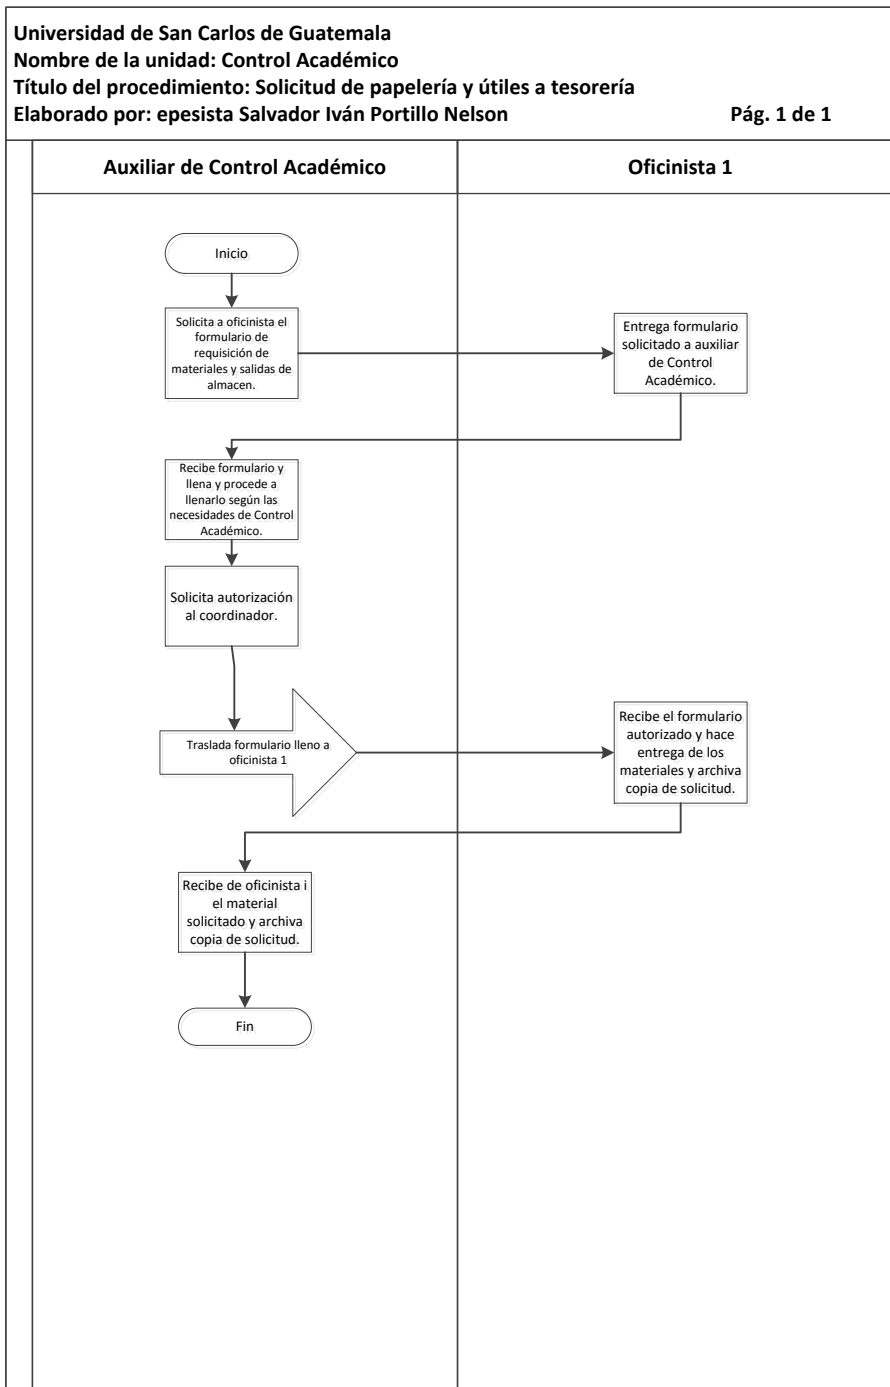 Universidad de San Carlos de Guatemala
Nombre de la unidad: Control Académico
Título del procedimiento: Solicitud de papelería y útiles a tesorería
Elaborado por: epesista Salvador Iván Portillo Nelson Pág. 1 de 1
Auxiliar de Control Académico
Oficinista 1
Inicio
Solicita a oficinista el
formulario de
requisición de
materiales y salidas de
almacen.
Entrega formulario
solicitado a auxiliar
de Control
Académico.
Recibe formulario y
llena y procede a
llenarlo según las
necesidades de Control
Académico.
Solicita autorización
al coordinador.
Traslada formulario lleno a
oficinista 1
Recibe el formulario
autorizado y hace
entrega de los
materiales y archiva
copia de solicitud.
Recibe de oficinista i
el material
solicitado y archiva
copia de solicitud.
Fin